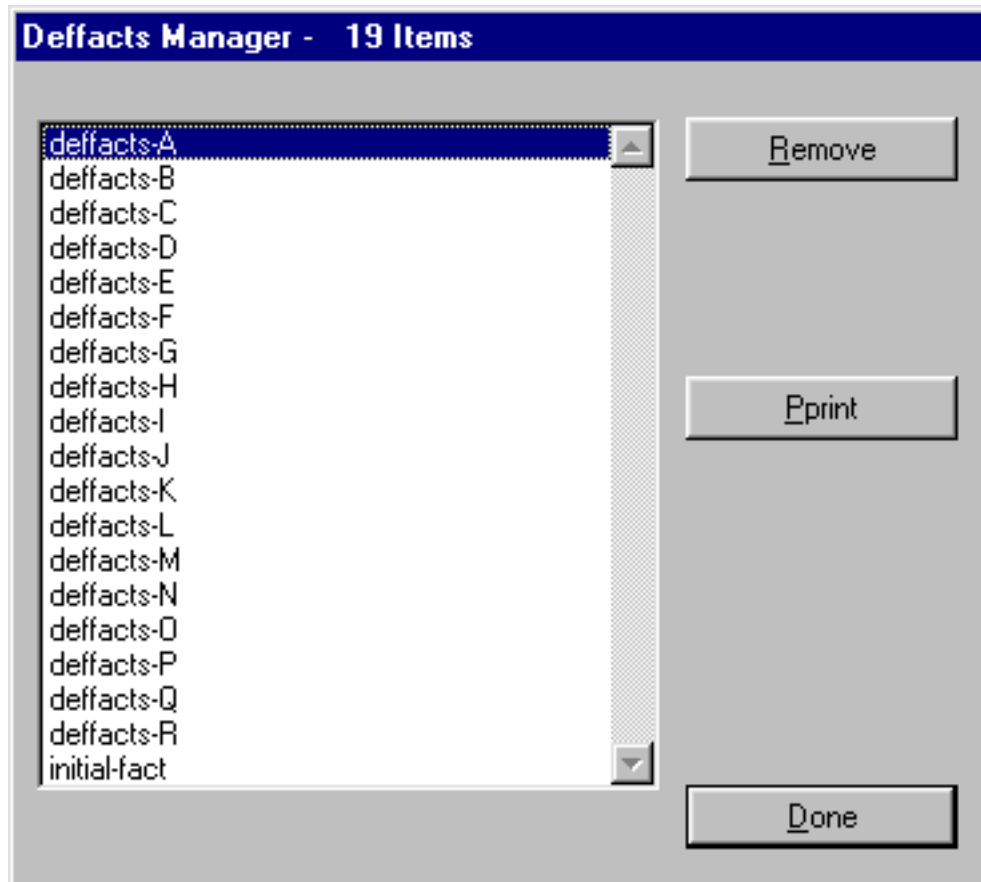 Deffacts Manager -   19 Items
deffacts-A
deffacts-B
deffacts-C
deffacts-D
deffacts-E
deffacts-F
deffacts-G
deffacts-H
deffacts-I
deffacts-J
deffacts-K
deffacts-L
deffacts-M
deffacts-N
deffacts-O
deffacts-P
deffacts-Q
deffacts-R
initial-fact
Remove
Pprint
Done